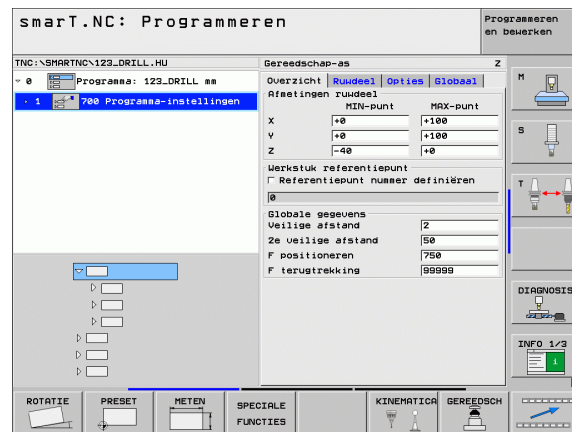 smarT.NC: Programmeren
Programmeren
en bewerken
TNC:\SMARTNC\123_DRILL.HU
0 Programma: 123_DRILL mm
1 700 Programma-instellingen
Gereedschap-as Z
Overzicht Ruwdeel Opties Globaal
Afmetingen ruwdeel
MIN-punt MAX-punt
X +0 +100
Y +0 +100
Z -40 +0
Werkstuk referentiepunt
Referentiepunt nummer definiëren
0
Globale gegevens
Veilige afstand 2
2e veilige afstand 50
F positioneren 750
F terugtrekking 99999
M
S
T
DIAGNOSIS
INFO 1/3
i
ROTATIE
PRESET
METEN
SPECIALE
FUNCTIES
KINEMATICA
GEREEDSCH